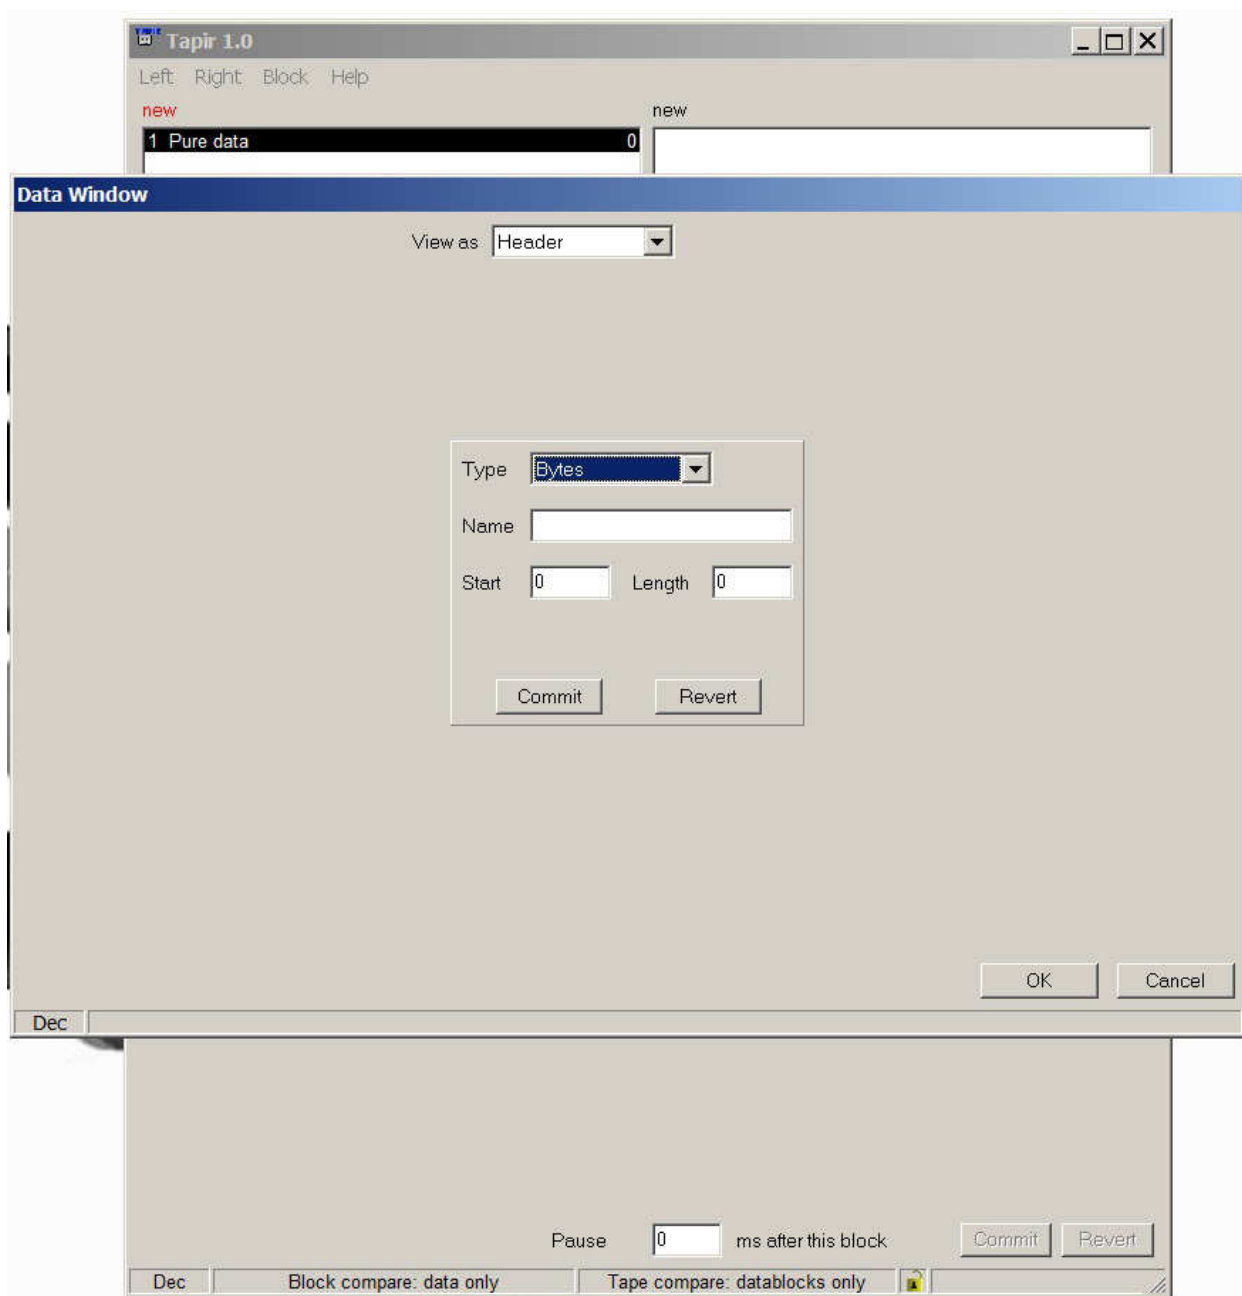 Tapir 1.0
Left Right Block Help
new new
1 Pure data 0
Data Window
View as Header
Type Bytes
Name
Start 0 Length 0
Commit Revert
OK Cancel
Dec
Pause 0 ms after this block Commit Revert
Dec Block compare: data only Tape compare: datablocks only